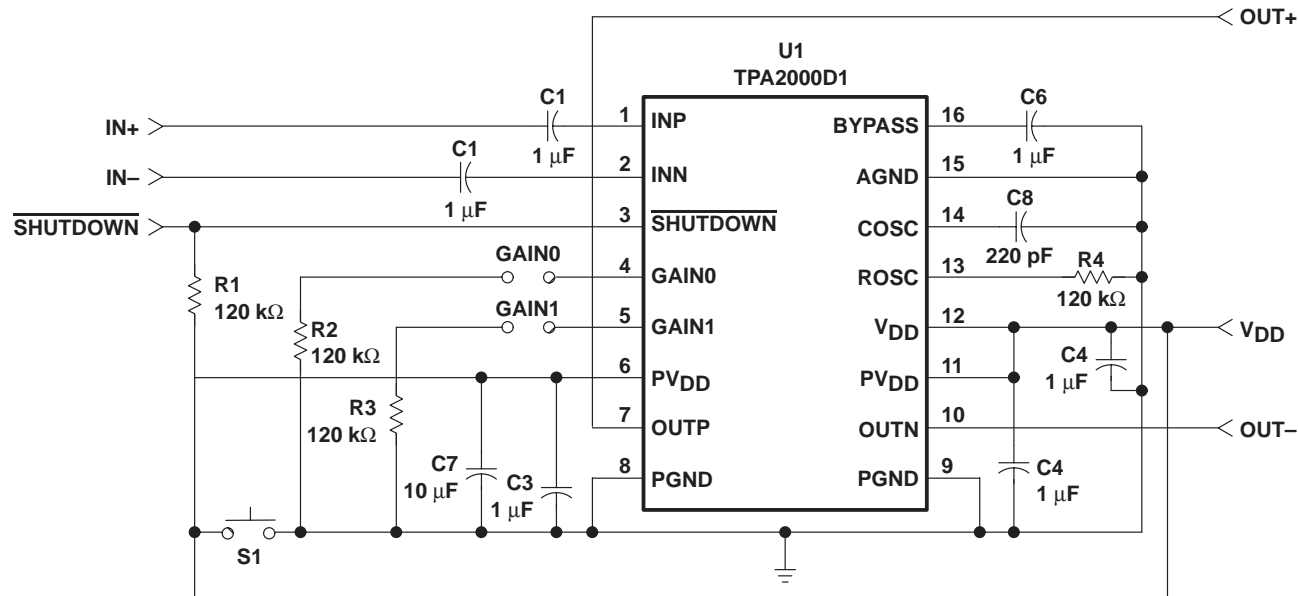 OUT+
U1
TPA2000D1
IN+
C1
1 μF
1
INP
BYPASS
16
C6
1 μF
IN–
C1
1 μF
2
INN
AGND
15
SHUTDOWN
3
SHUTDOWN
COSC
14
C8
220 pF
R1
120 kΩ
GAIN0
4
GAIN0
ROSC
13
R4
120 kΩ
R2
120 kΩ
GAIN1
5
GAIN1
VDD
12
VDD
C4
1 μF
6
PVDD
PVDD
11
R3
120 kΩ
7
OUTP
OUTN
10
OUT–
C7
10 μF
C3
1 μF
8
PGND
PGND
9
C4
1 μF
S1